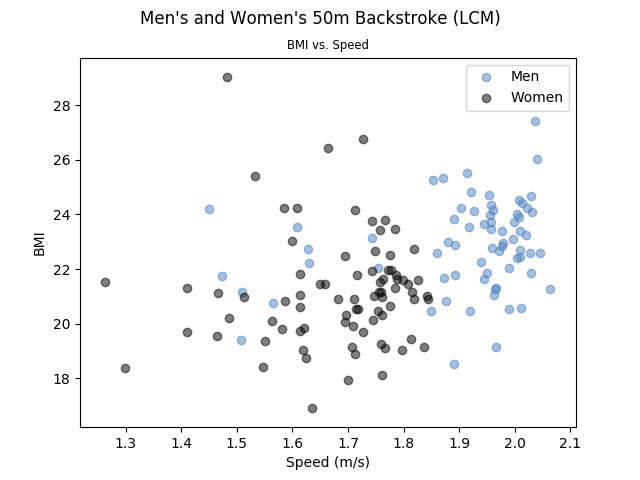 Men's and Women's 50m Backstroke (LCM)
BMI vs. Speed
Men
Women
BMI
28
26
24
22
20
18
1.3 1.4 1.5 1.6 1.7 1.8 1.9 2.0 2.1
Speed (m/s)